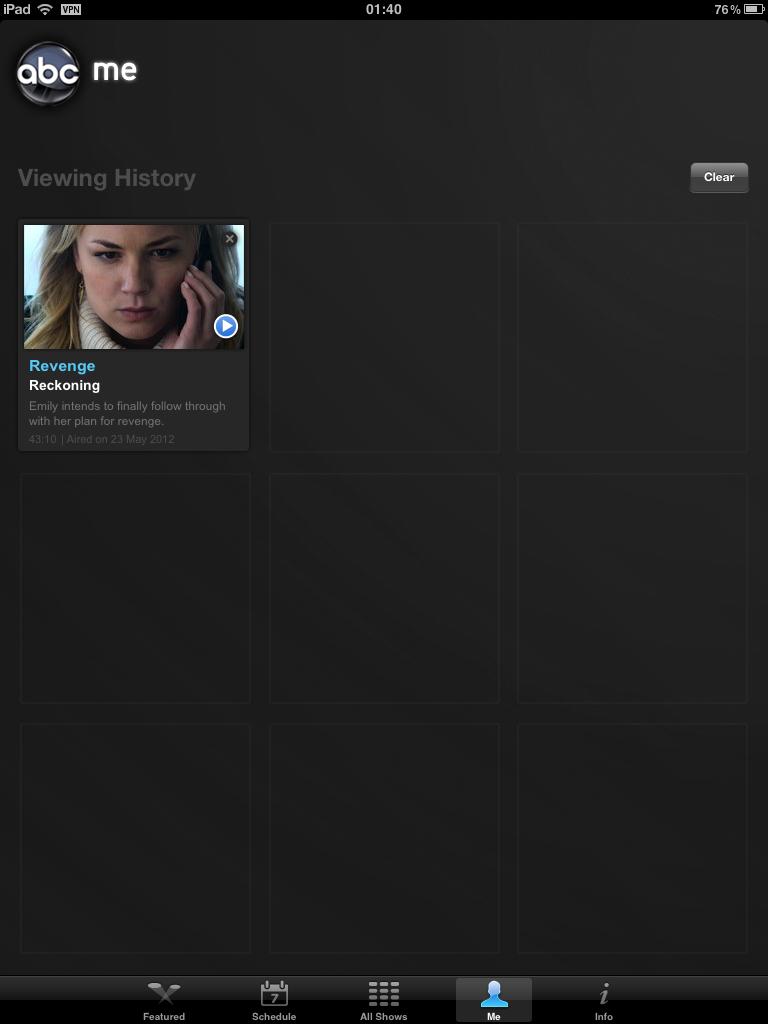 iPad VPN 01:40 76%
abc me
Viewing History
Clear
Revenge
Reckoning
Emily intends to finally follow through
with her plan for revenge.
43:10 | Aired on 23 May 2012
7
Featured Schedule All Shows Me Info